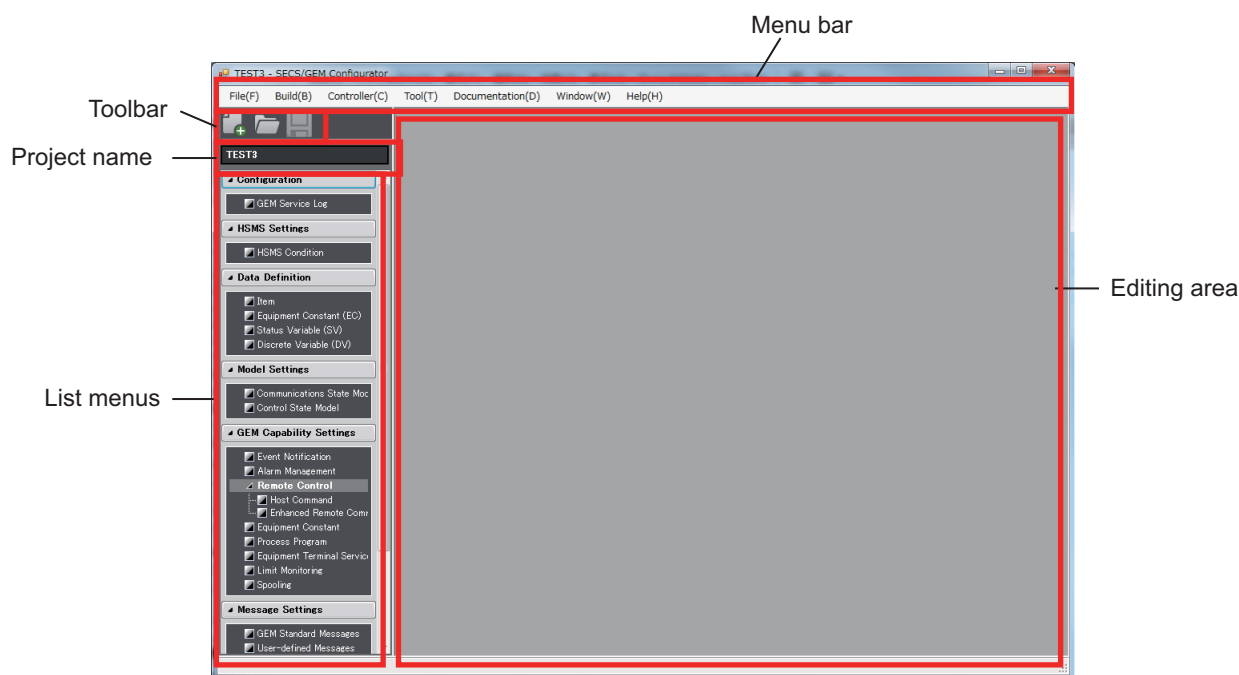 Menu bar
TEST3 - SECS/GEM Configurator
File(F) Build(B) Controller(C) Tool(T) Documentation(D) Window(W) Help(H)
Toolbar
Project name
TEST3
Configuration
GEM Service Log
HSMS Settings
HSMS Condition
Data Definition
Item
Equipment Constant (EC)
Status Variable (SV)
Discrete Variable (DV)
Editing area
Model Settings
Communications State Moc
Control State Model
List menus
GEM Capability Settings
Event Notification
Alarm Management
Remote Control
Host Command
Enhanced Remote Comr
Equipment Constant
Process Program
Equipment Terminal Servic
Limit Monitoring
Spooling
Message Settings
GEM Standard Messages
User-defined Messages